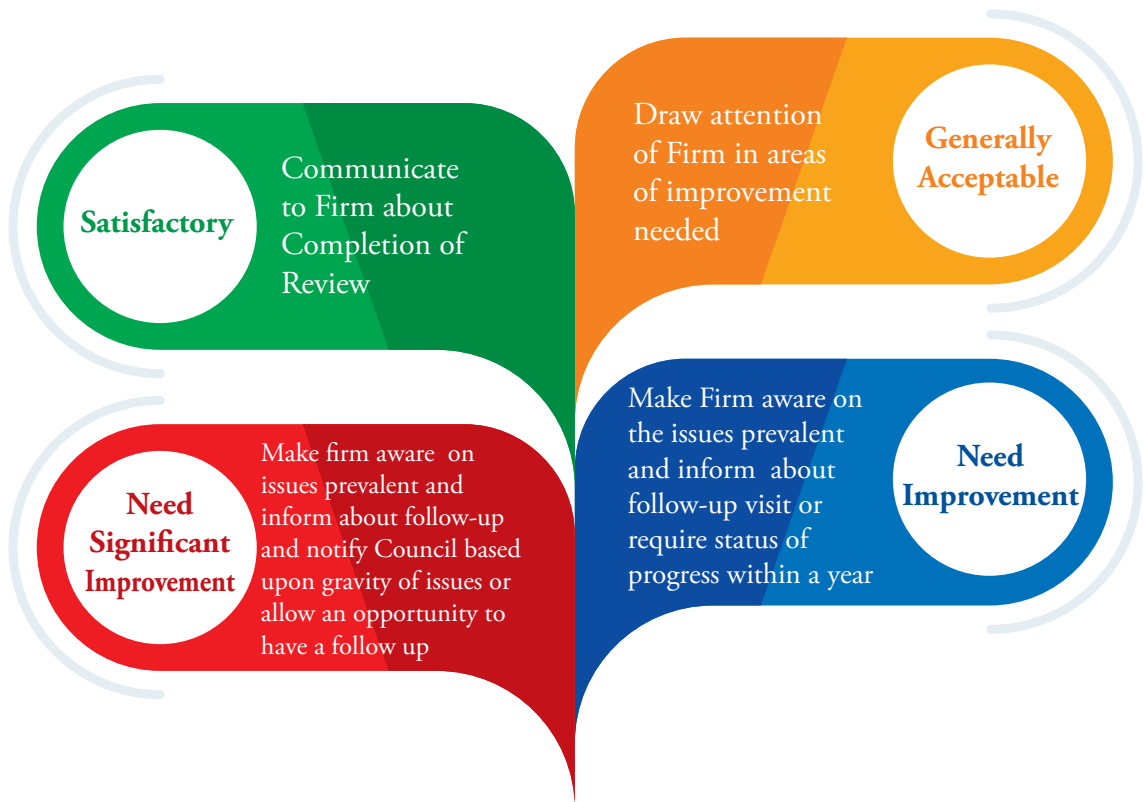 Satisfactory
Communicate
to Firm about
Completion of
Review
Draw attention
of Firm in areas
of improvement
needed
Generally
Acceptable
Need
Significant
Improvement
Make firm aware on
issues prevalent and
inform about follow-up
and notify Council based
upon gravity of issues or
allow an opportunity to
have a follow up
Make Firm aware on
the issues prevalent
and inform about
follow-up visit or
require status of
progress within a year
Need
Improvement